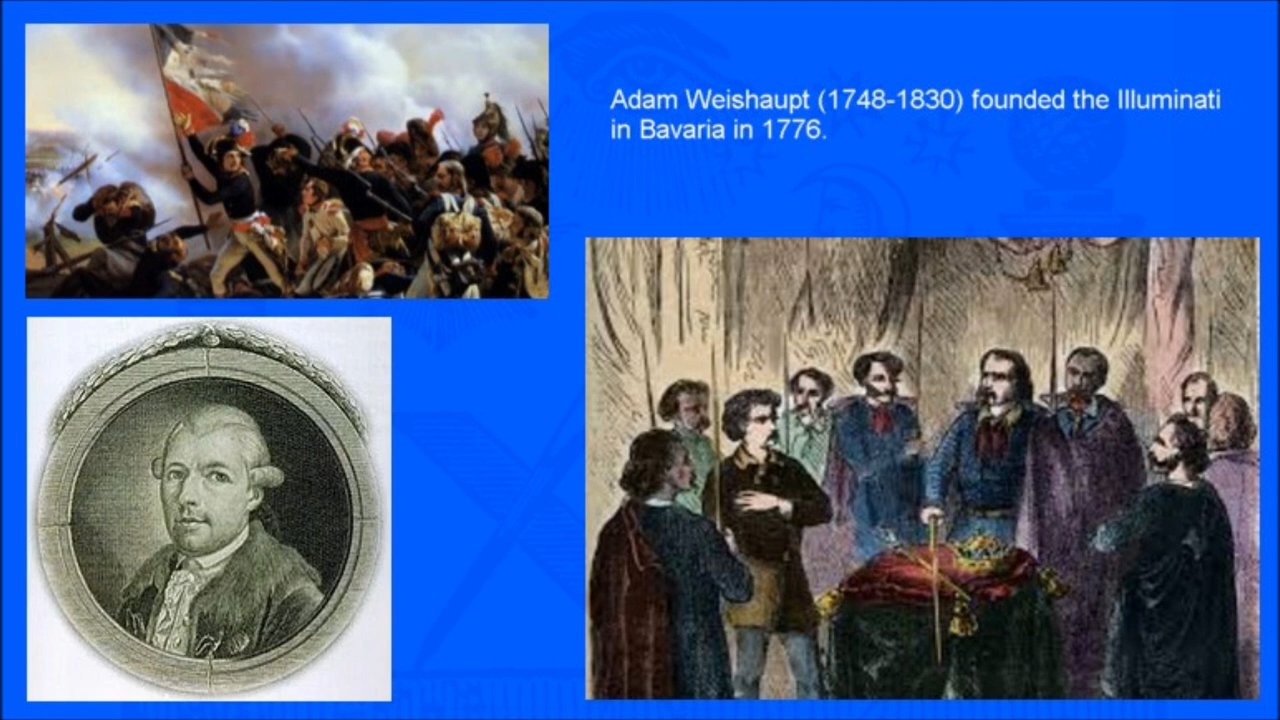 Adam Weishaupt (1748-1830) founded the Illuminati
in Bavaria in 1776.